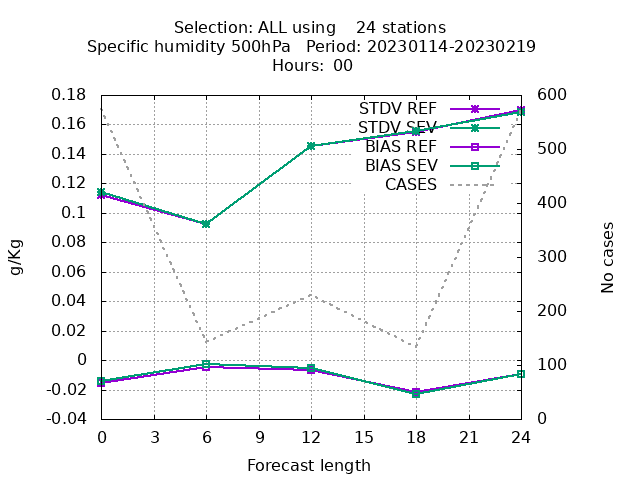 Selection: ALL using    24 stations
Specific humidity 500hPa   Period: 20230114-20230219
Hours:  00
g/Kg
0.18
0.16
0.14
0.12
0.1
0.08
0.06
0.04
0.02
0
-0.02
-0.04
STDV REF
STDV SEV
BIAS REF
BIAS SEV
CASES
600
500
400
300
200
100
0
No cases
0 3 6 9 12 15 18 21 24
Forecast length